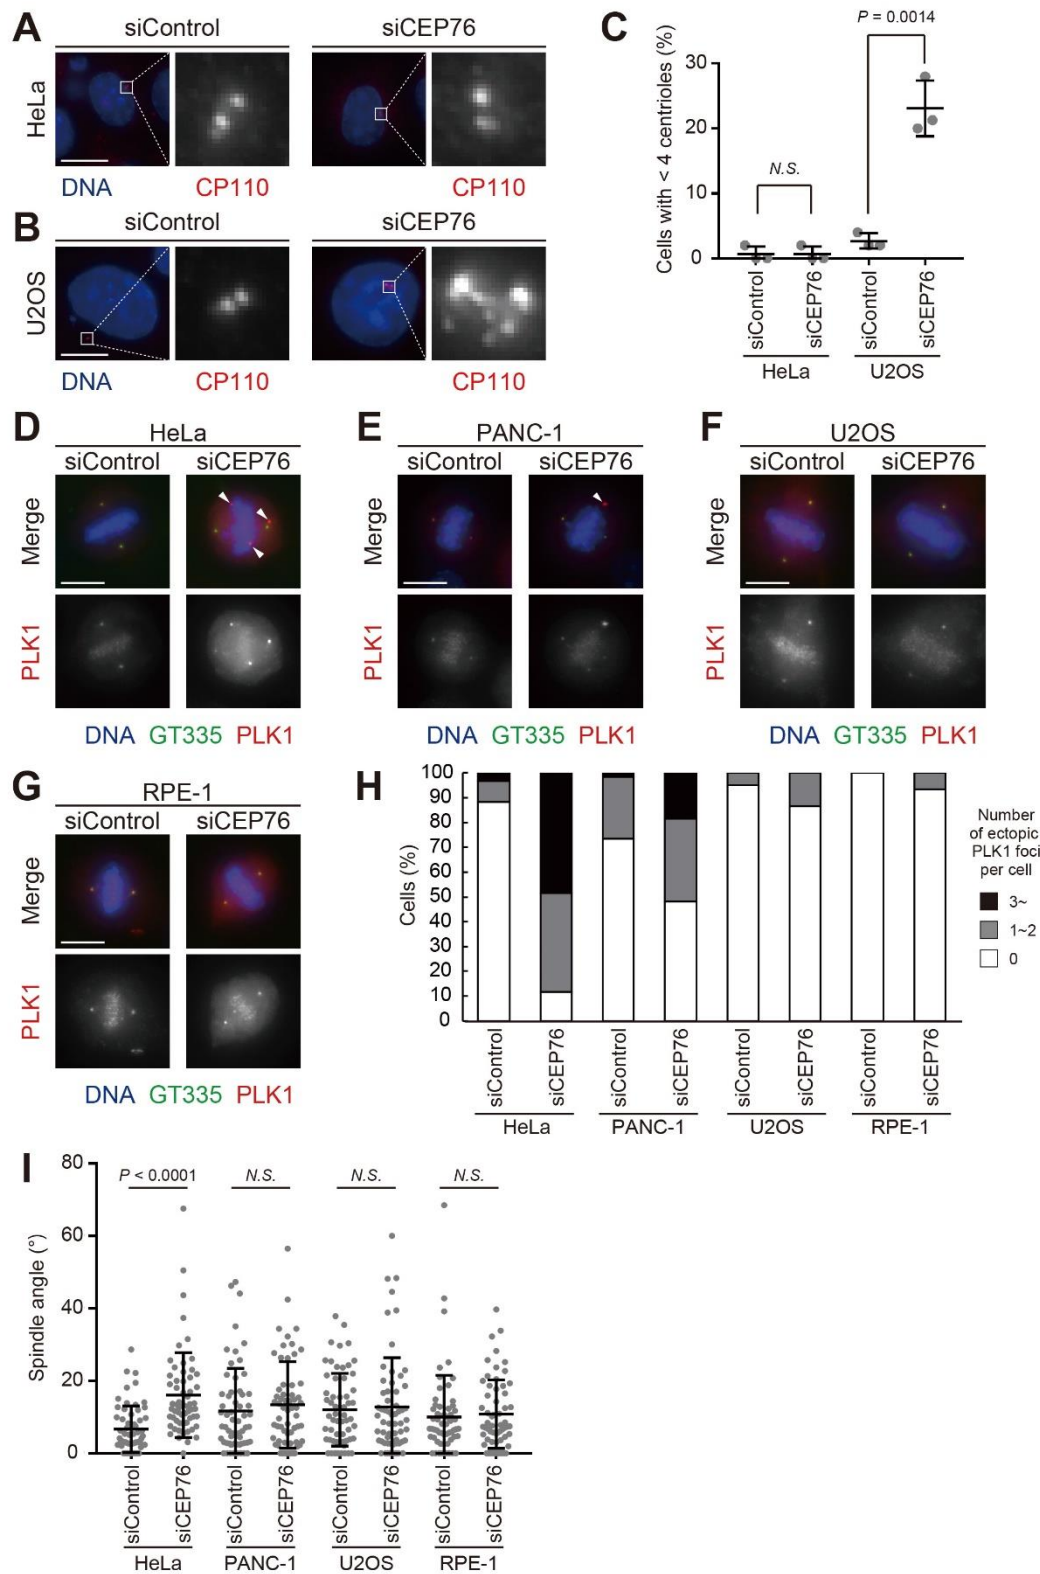 A
siControl
siCEP76
HeLa
DNA
CP110
CP110
B
siControl
siCEP76
U2OS
DNA
CP110
CP110
C
P = 0.0014
N.S.
Cells with < 4 centrioles (%)
30
20
10
0
siControl
siCEP76
siControl
siCEP76
HeLa
U2OS
D
HeLa
siControl
siCEP76
Merge
PLK1
DNA GT335 PLK1
E
PANC-1
siControl
siCEP76
Merge
PLK1
DNA GT335 PLK1
F
U2OS
siControl
siCEP76
Merge
PLK1
DNA GT335 PLK1
G
RPE-1
siControl
siCEP76
Merge
PLK1
DNA GT335 PLK1
H
Cells (%)
100
90
80
70
60
50
40
30
20
10
0
siControl
siCEP76
siControl
siCEP76
siControl
siCEP76
siControl
siCEP76
HeLa
PANC-1
U2OS
RPE-1
Number
of ectopic
PLK1 foci
per cell
3~
1~2
0
I
Spindle angle (°)
80
60
40
20
0
P < 0.0001
N.S.
N.S.
N.S.
siControl
siCEP76
siControl
siCEP76
siControl
siCEP76
siControl
siCEP76
HeLa
PANC-1
U2OS
RPE-1